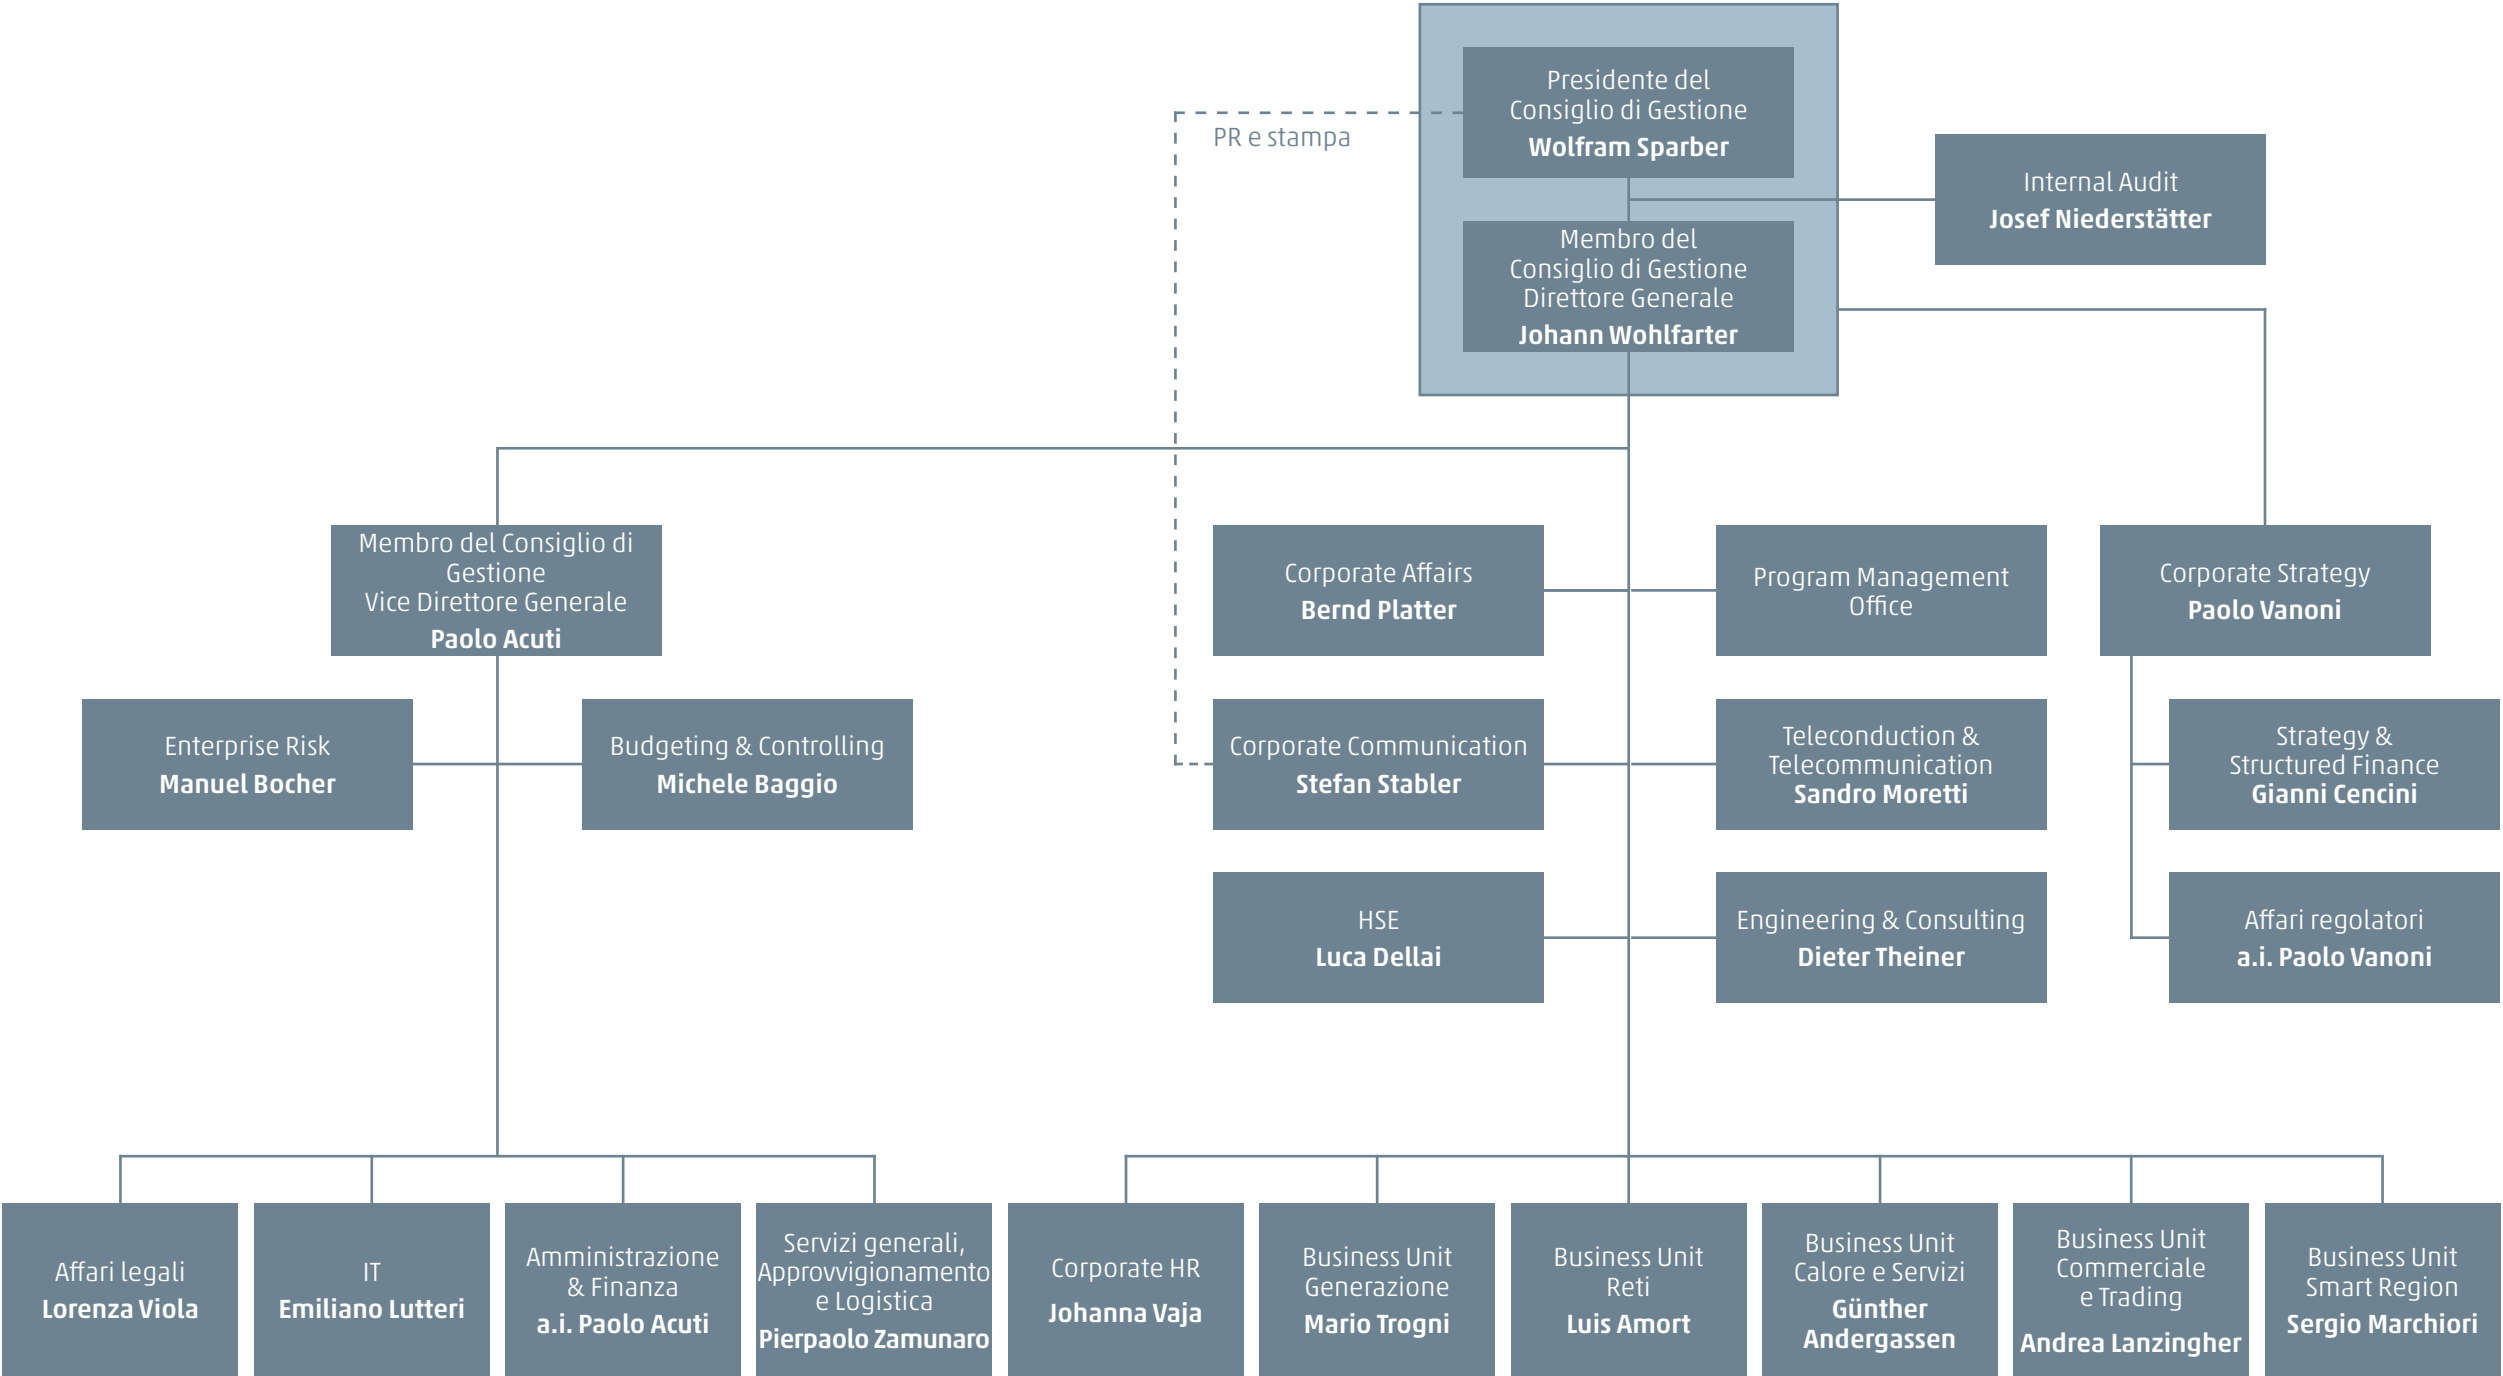 Presidente del
Consiglio di Gestione
Wolfram Sparber
PR e stampa
Internal Audit
Josef Niederstätter
Membro del
Consiglio di Gestione
Direttore Generale
Johann Wohlfarter
Membro del Consiglio di
Gestione
Vice Direttore Generale
Paolo Acuti
Corporate Affairs
Bernd Platter
Program Management
Office
Corporate Strategy
Paolo Vanoni
Enterprise Risk
Manuel Bocher
Budgeting & Controlling
Michele Baggio
Corporate Communication
Stefan Stabler
Teleconduction &
Telecommunication
Sandro Moretti
Strategy &
Structured Finance
Gianni Cencini
HSE
Luca Dellai
Engineering & Consulting
Dieter Theiner
Affari regolatori
a.i. Paolo Vanoni
Affari legali
Lorenza Viola
IT
Emiliano Lutteri
Amministrazione
& Finanza
a.i. Paolo Acuti
Servizi generali,
Approvvigionamento
e Logistica
Pierpaolo Zamunaro
Corporate HR
Johanna Vaja
Business Unit
Generazione
Mario Trogni
Business Unit
Reti
Luis Amort
Business Unit
Calore e Servizi
Günther
Andergassen
Business Unit
Commerciale
e Trading
Andrea Lanzingher
Business Unit
Smart Region
Sergio Marchiori